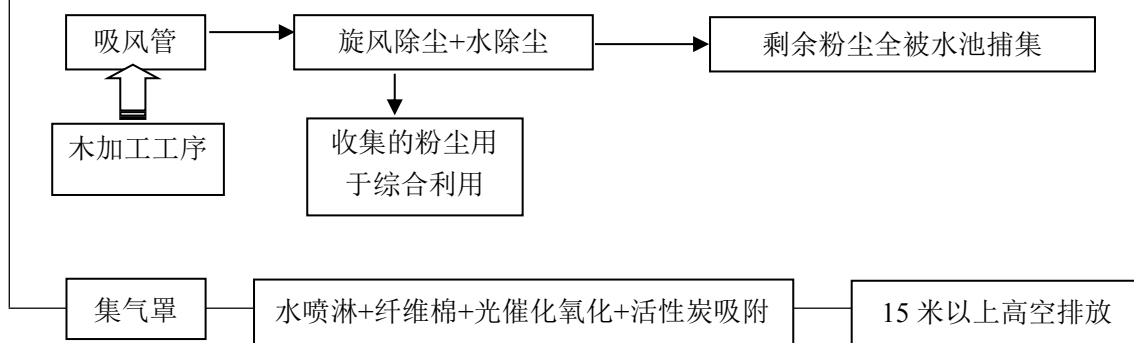 吸风管
旋风除尘+水除尘
剩余粉尘全被水池捕集
木加工工序
收集的粉尘用
于综合利用
集气罩
水喷淋+纤维棉+光催化氧化+活性炭吸附
15 米以上高空排放